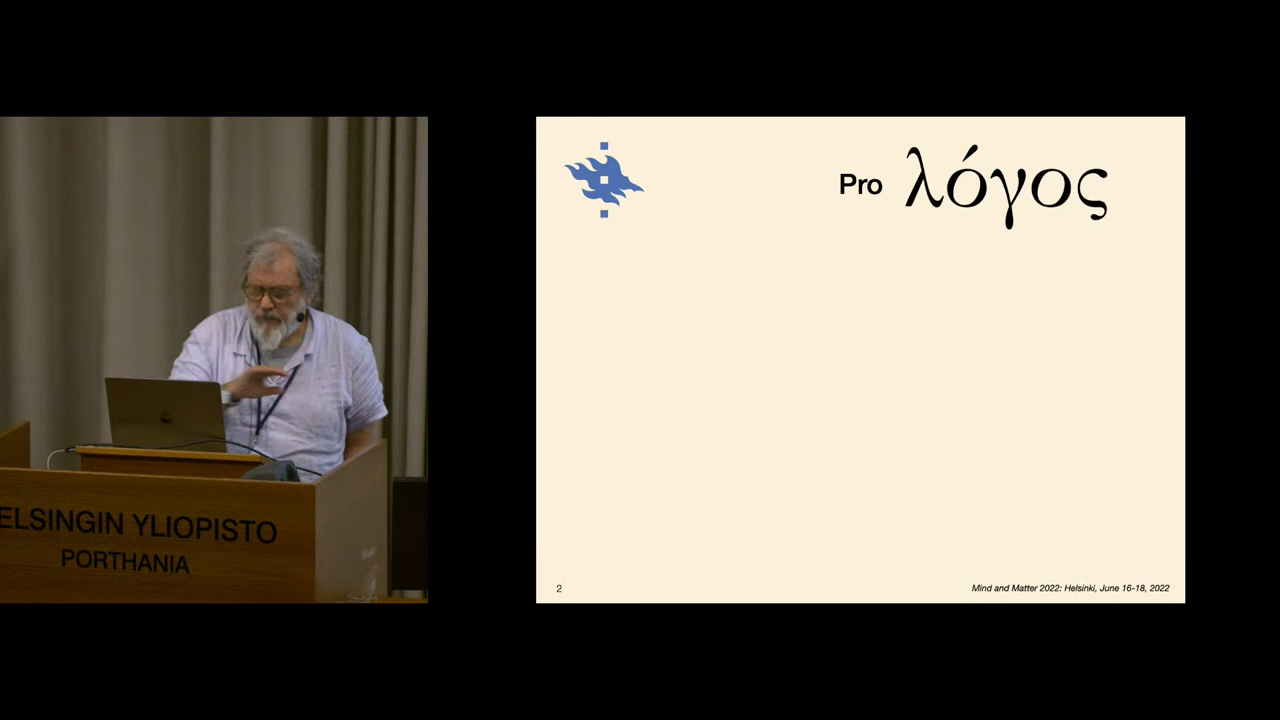 ELSINGIN YLIOPISTO
PORTHANIA
Pro λόγος
2
Mind and Matter 2022: Helsinki, June 16-18, 2022